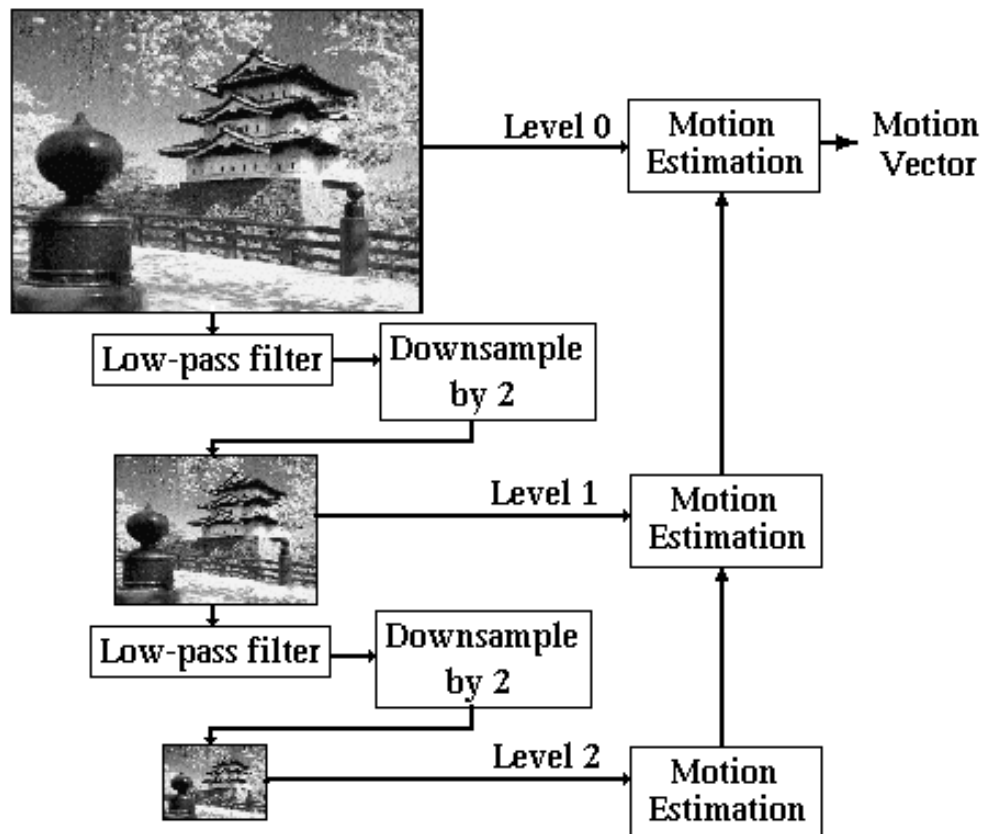 Level 0
Motion
Estimation
Motion
Vector
Low-pass filter
Downsample
by 2
Level 1
Motion
Estimation
Low-pass filter
Downsample
by 2
Level 2
Motion
Estimation